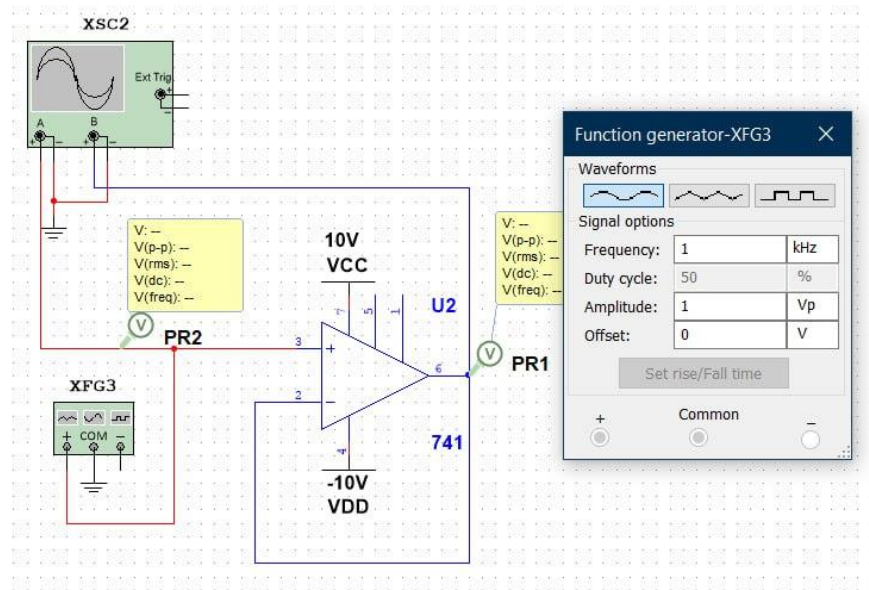 XSC2
Ext Trig
+
−
A
B
+
−
+
−
V: --
V(p-p): --
V(rms): --
V(dc): --
V(freq): --
V
PR2
10V
VCC
7
5
1
U2
3
+
2
−
6
4
741
-10V
VDD
V: --
V(p-p): --
V(rms): --
V(dc): --
V(freq): --
V
PR1
XFG3
+
COM
−
Function generator-XFG3
×
Waveforms
Signal options
Frequency: 1 kHz
Duty cycle: 50 %
Amplitude: 1 Vp
Offset: 0 V
Set rise/Fall time
+
Common
−